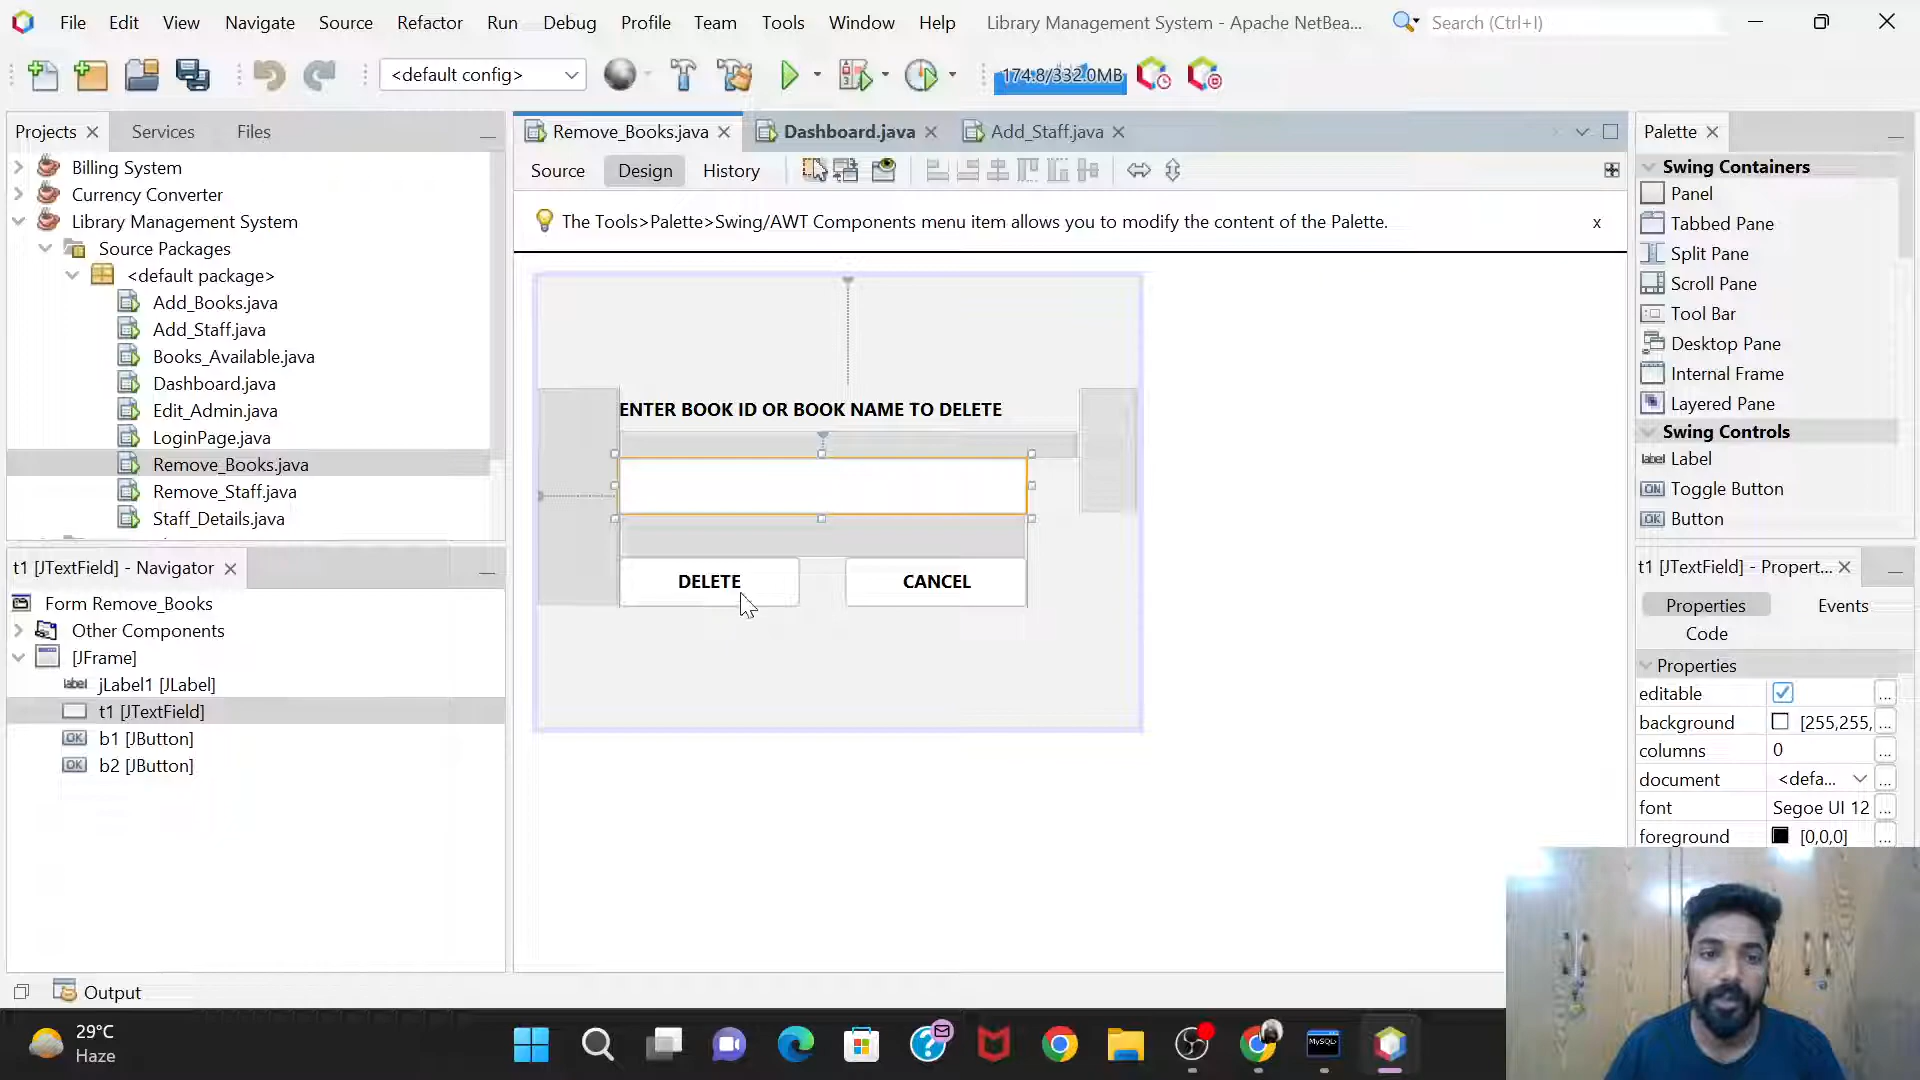 File Edit View Navigate Source Refactor Run Debug Profile Team Tools Window Help Library Management System - Apache NetBea... Search (Ctrl+I)
<default config> 174.8/332.0MB
Projects Services Files
Billing System
Currency Converter
Library Management System
Source Packages
<default package>
Add_Books.java
Add_Staff.java
Books_Available.java
Dashboard.java
Edit_Admin.java
LoginPage.java
Remove_Books.java
Remove_Staff.java
Staff_Details.java
t1 [JTextField] - Navigator
Form Remove_Books
Other Components
[JFrame]
label jLabel1 [JLabel]
t1 [JTextField]
OK b1 [JButton]
OK b2 [JButton]
Remove_Books.java Dashboard.java Add_Staff.java
Source Design History
The Tools>Palette>Swing/AWT Components menu item allows you to modify the content of the Palette. x
ENTER BOOK ID OR BOOK NAME TO DELETE
DELETE CANCEL
Palette
Swing Containers
Panel
Tabbed Pane
Split Pane
Scroll Pane
Tool Bar
Desktop Pane
Internal Frame
Layered Pane
Swing Controls
label Label
ON Toggle Button
OK Button
t1 [JTextField] - Propert...
Properties Events
Code
Properties
editable ...
background [255,255, ...
columns 0 ...
document <defa... ...
font Segoe UI 12 ...
foreground [0,0,0] ...
Output
29°C
Haze
MySQL